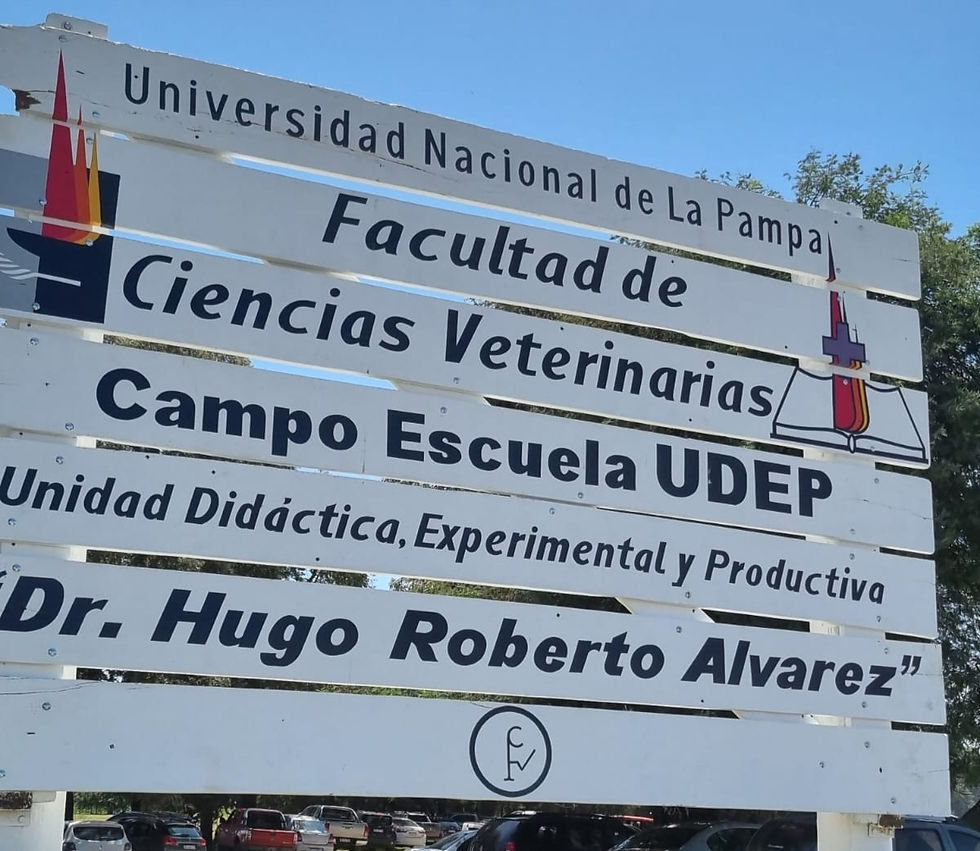 Universidad Nacional de La Pampa
Facultad de
Ciencias Veterinarias
Campo Escuela UDEP
Unidad Didáctica, Experimental y Productiva
“Dr. Hugo Roberto Alvarez”
CFV